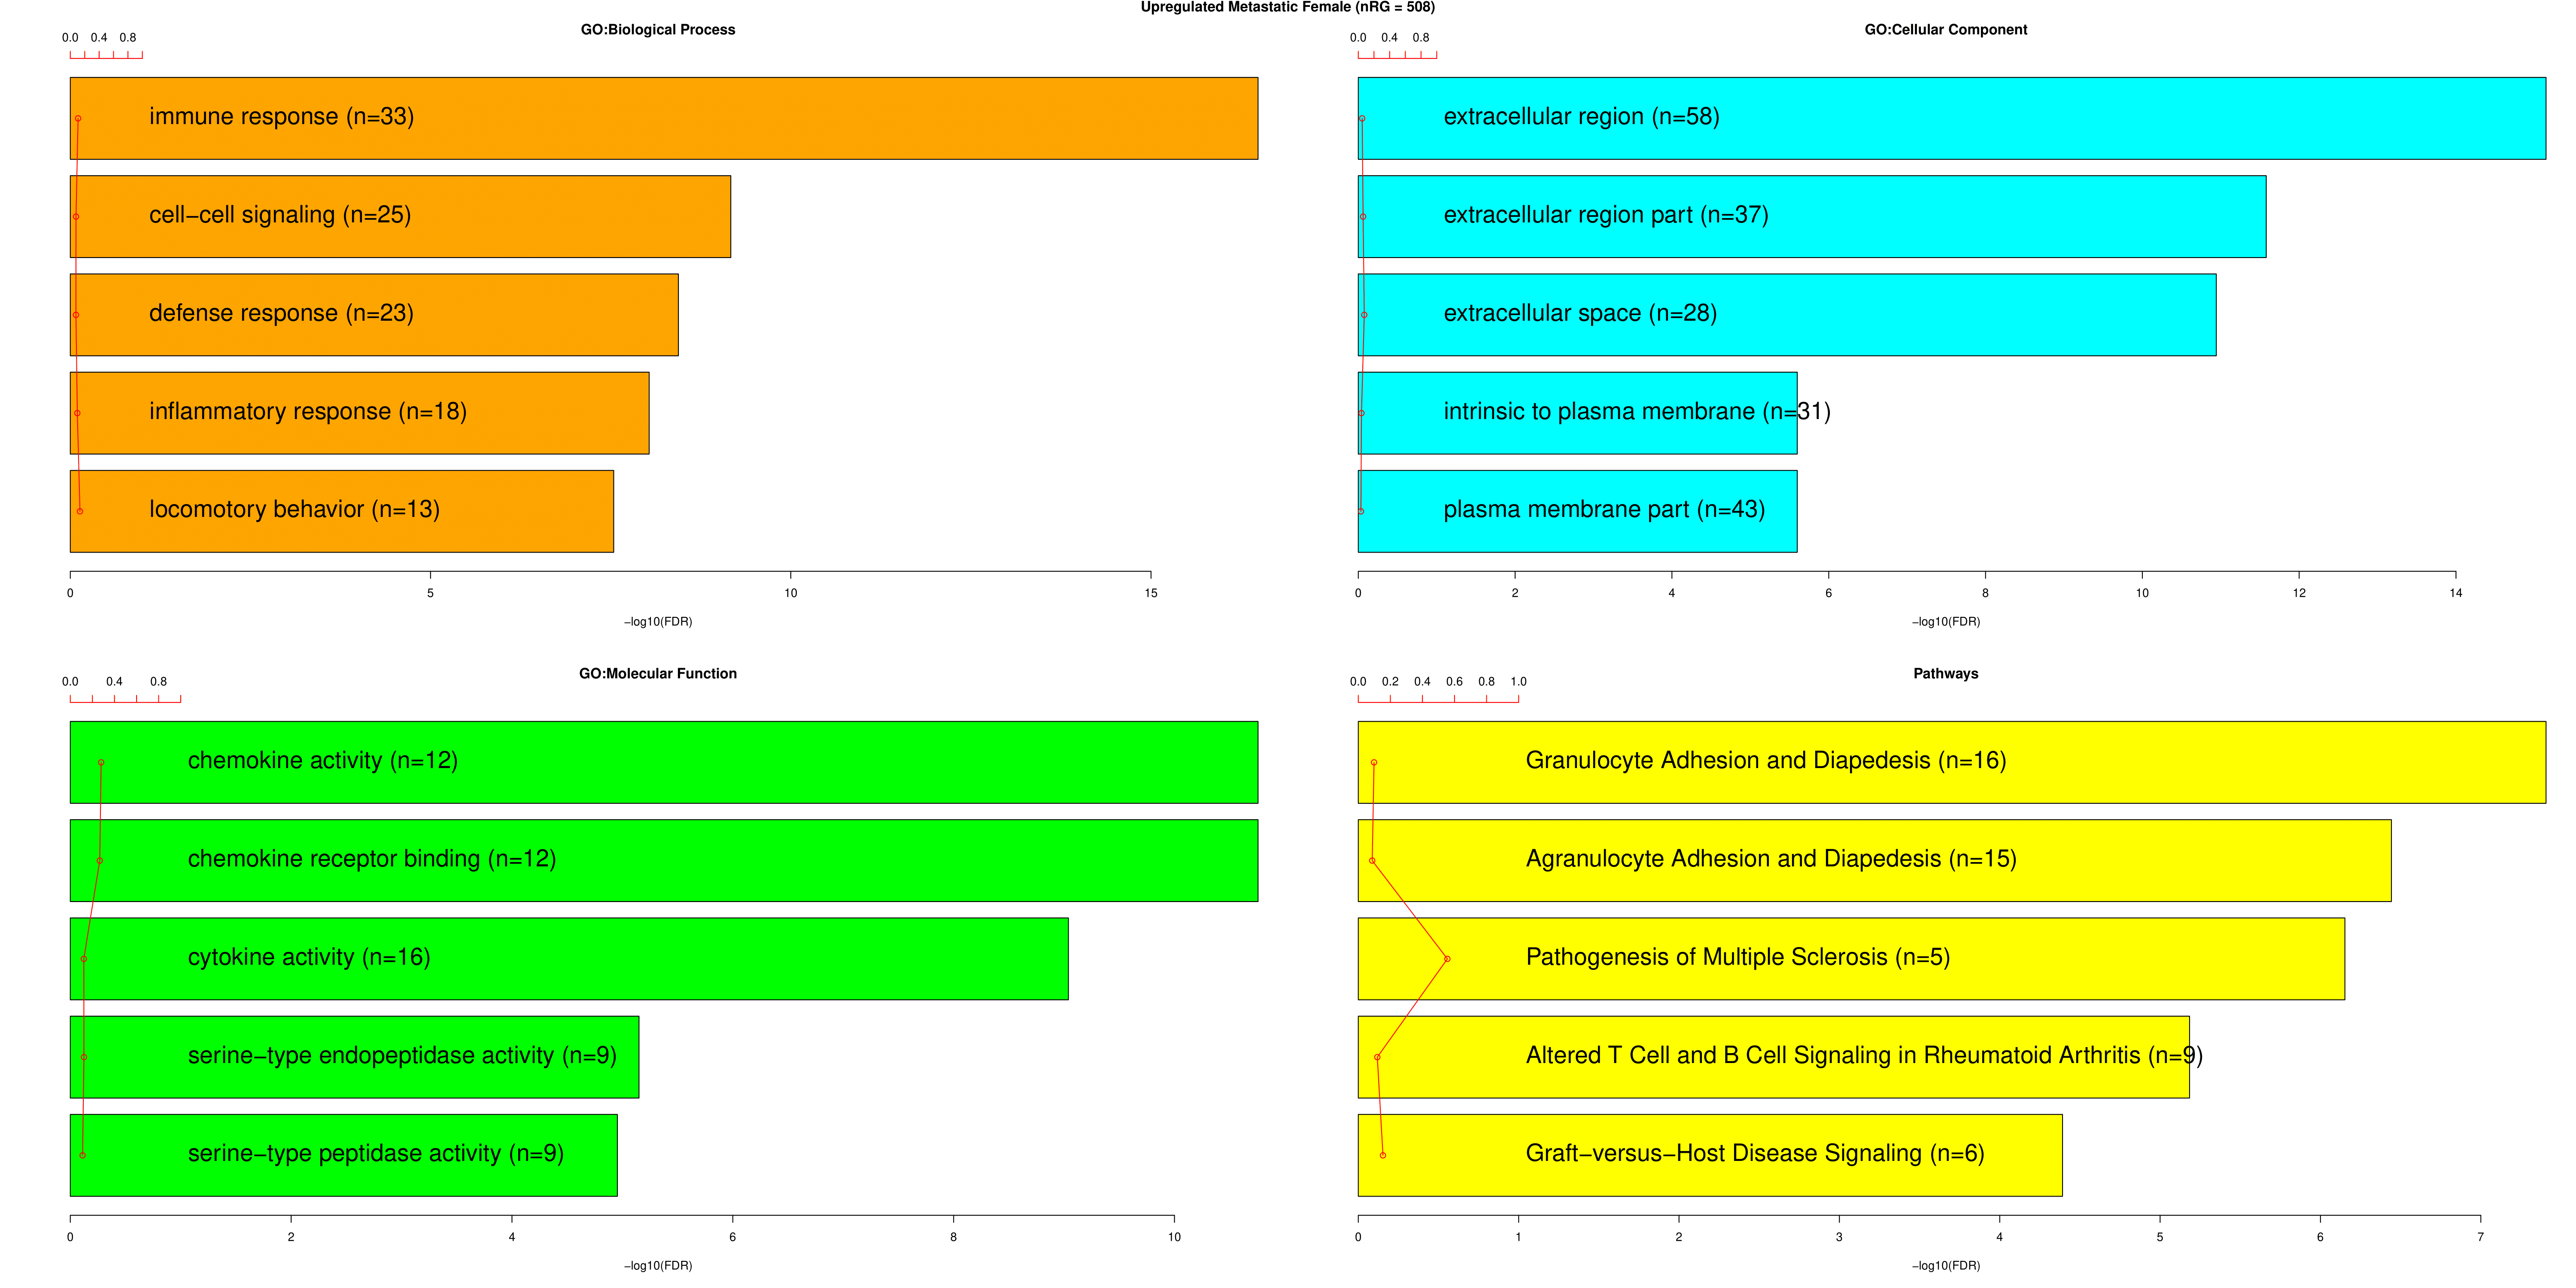 Upregulated Metastatic Female (nRG = 508)
GO:Biological Process
0.0 0.4 0.8
immune response (n=33)
cell−cell signaling (n=25)
defense response (n=23)
inflammatory response (n=18)
locomotory behavior (n=13)
0 5 10 15
−log10(FDR)
GO:Cellular Component
0.0 0.4 0.8
extracellular region (n=58)
extracellular region part (n=37)
extracellular space (n=28)
intrinsic to plasma membrane (n=31)
plasma membrane part (n=43)
0 2 4 6 8 10 12 14
−log10(FDR)
GO:Molecular Function
0.0 0.4 0.8
chemokine activity (n=12)
chemokine receptor binding (n=12)
cytokine activity (n=16)
serine−type endopeptidase activity (n=9)
serine−type peptidase activity (n=9)
0 2 4 6 8 10
−log10(FDR)
Pathways
0.0 0.2 0.4 0.6 0.8 1.0
Granulocyte Adhesion and Diapedesis (n=16)
Agranulocyte Adhesion and Diapedesis (n=15)
Pathogenesis of Multiple Sclerosis (n=5)
Altered T Cell and B Cell Signaling in Rheumatoid Arthritis (n=9)
Graft−versus−Host Disease Signaling (n=6)
0 1 2 3 4 5 6 7
−log10(FDR)